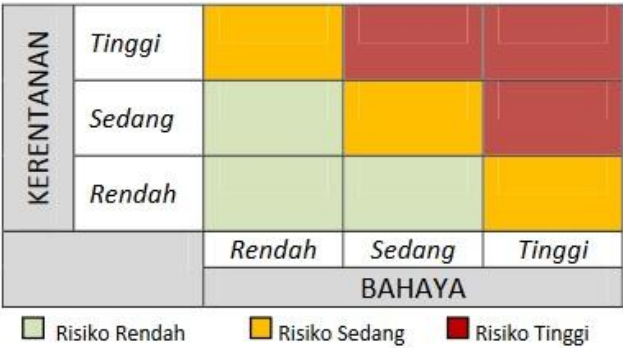 KERENTANAN
Tinggi
Sedang
Rendah
Rendah Sedang Tinggi
BAHAYA
Risiko Rendah Risiko Sedang Risiko Tinggi